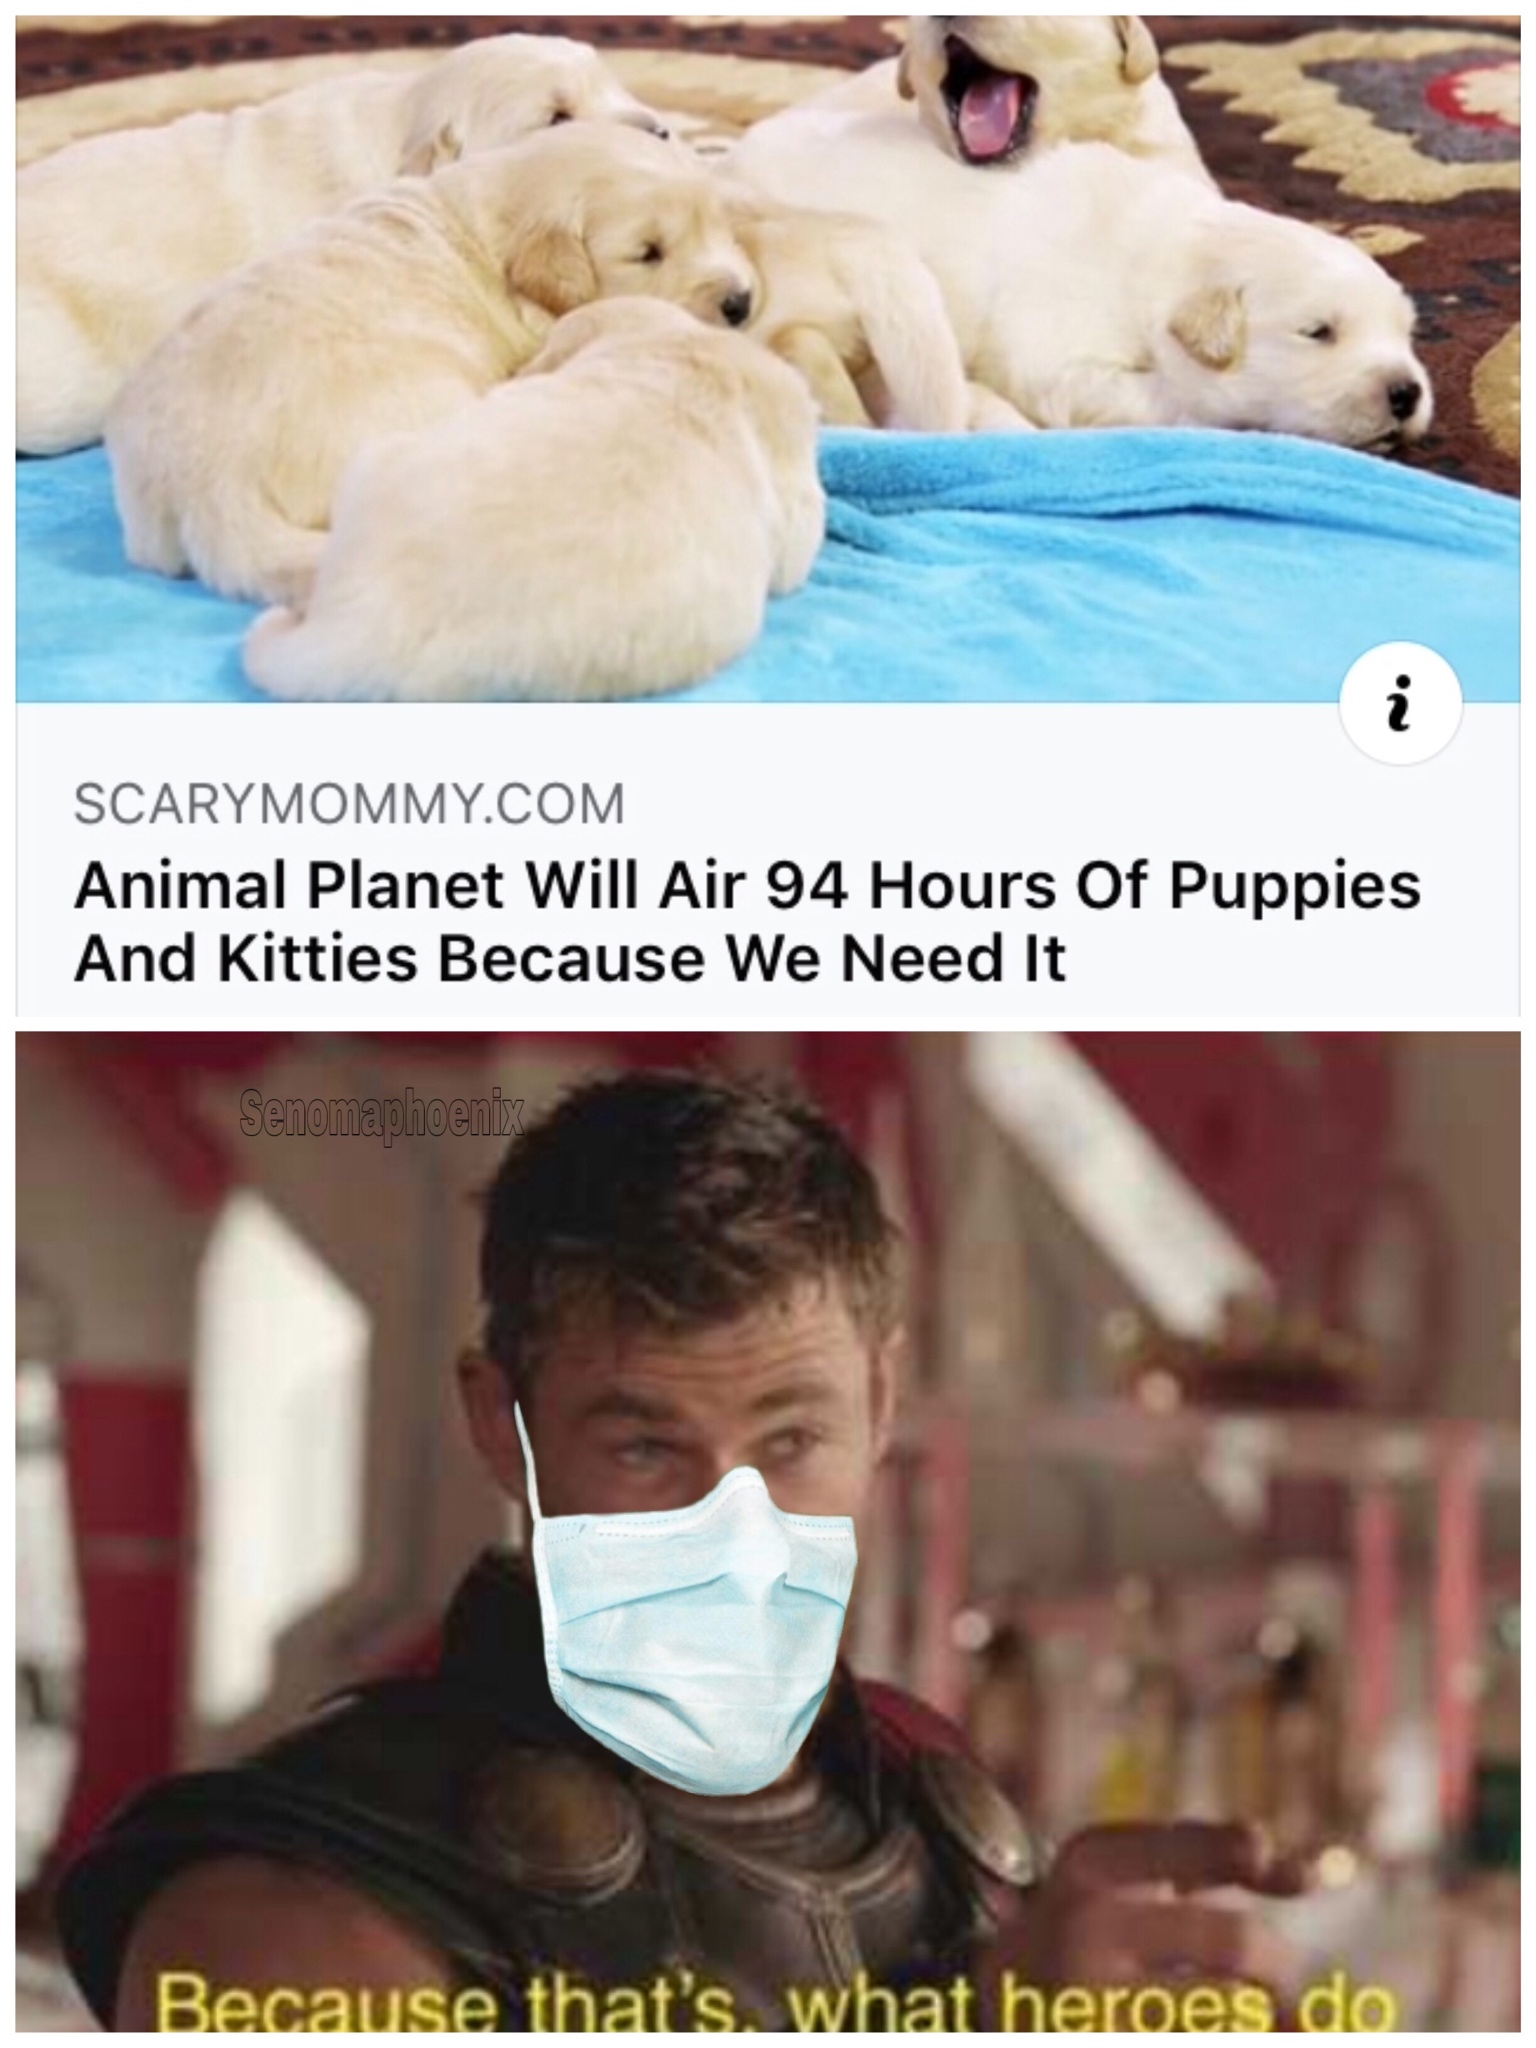 i
SCARYMOMMY.COM
Animal Planet Will Air 94 Hours Of Puppies
And Kitties Because We Need It
Senomaphoenix
Because that's, what heroes do